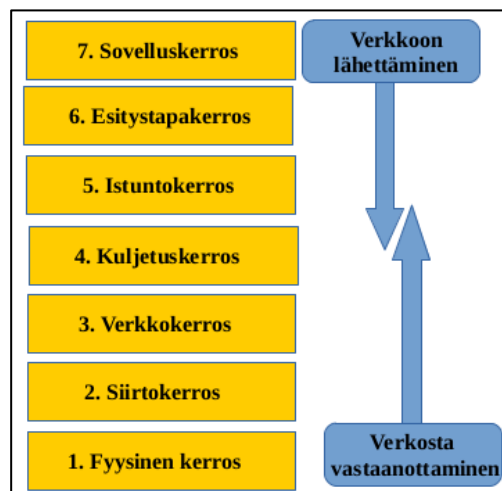 7. Sovelluskerros
Verkkoon
lähettäminen
6. Esitystapakerros
5. Istuntokerros
4. Kuljetuskerros
3. Verkkokerros
2. Siirtokerros
1. Fyysinen kerros
Verkosta
vastaanottaminen